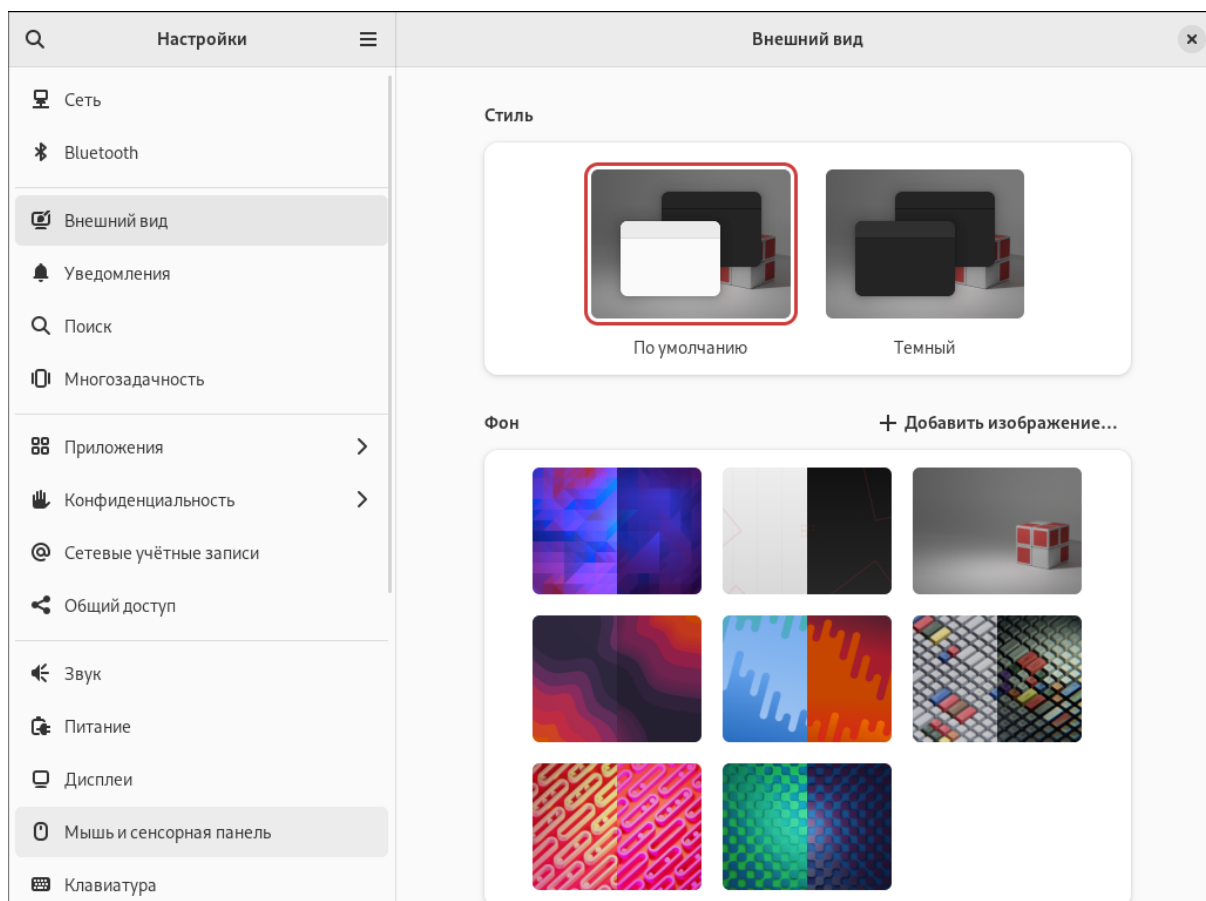 Настройки
Внешний вид
Сеть
Bluetooth
Внешний вид
Уведомления
Поиск
Многозадачность
Приложения
Конфиденциальность
Сетевые учётные записи
Общий доступ
Звук
Питание
Дисплеи
Мышь и сенсорная панель
Клавиатура
Стиль
По умолчанию
Темный
Фон
Добавить изображение...